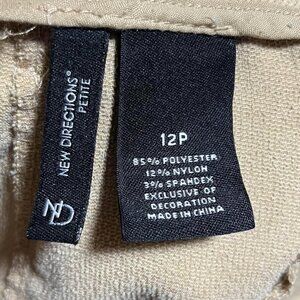 NEW DIRECTIONS®
PETITE
ND
12P
85% POLYESTER
12% NYLON
3% SPANDEX
EXCLUSIVE OF
DECORATION
MADE IN CHINA